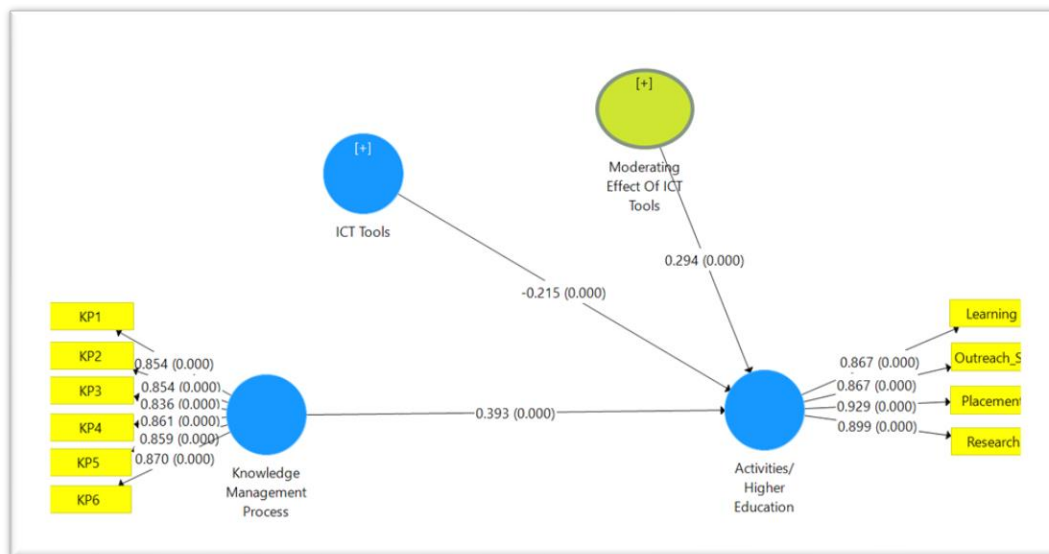 [+]
Moderating
Effect Of ICT
Tools
[+]
ICT Tools
0.294 (0.000)
-0.215 (0.000)
KP1
KP2
KP3
KP4
KP5
KP6
0.854 (0.000)
0.854 (0.000)
0.836 (0.000)
0.861 (0.000)
0.859 (0.000)
0.870 (0.000)
Knowledge
Management
Process
0.393 (0.000)
Activities/
Higher
Education
0.867 (0.000)
0.867 (0.000)
0.929 (0.000)
0.899 (0.000)
Learning
Outreach_S
Placement
Research